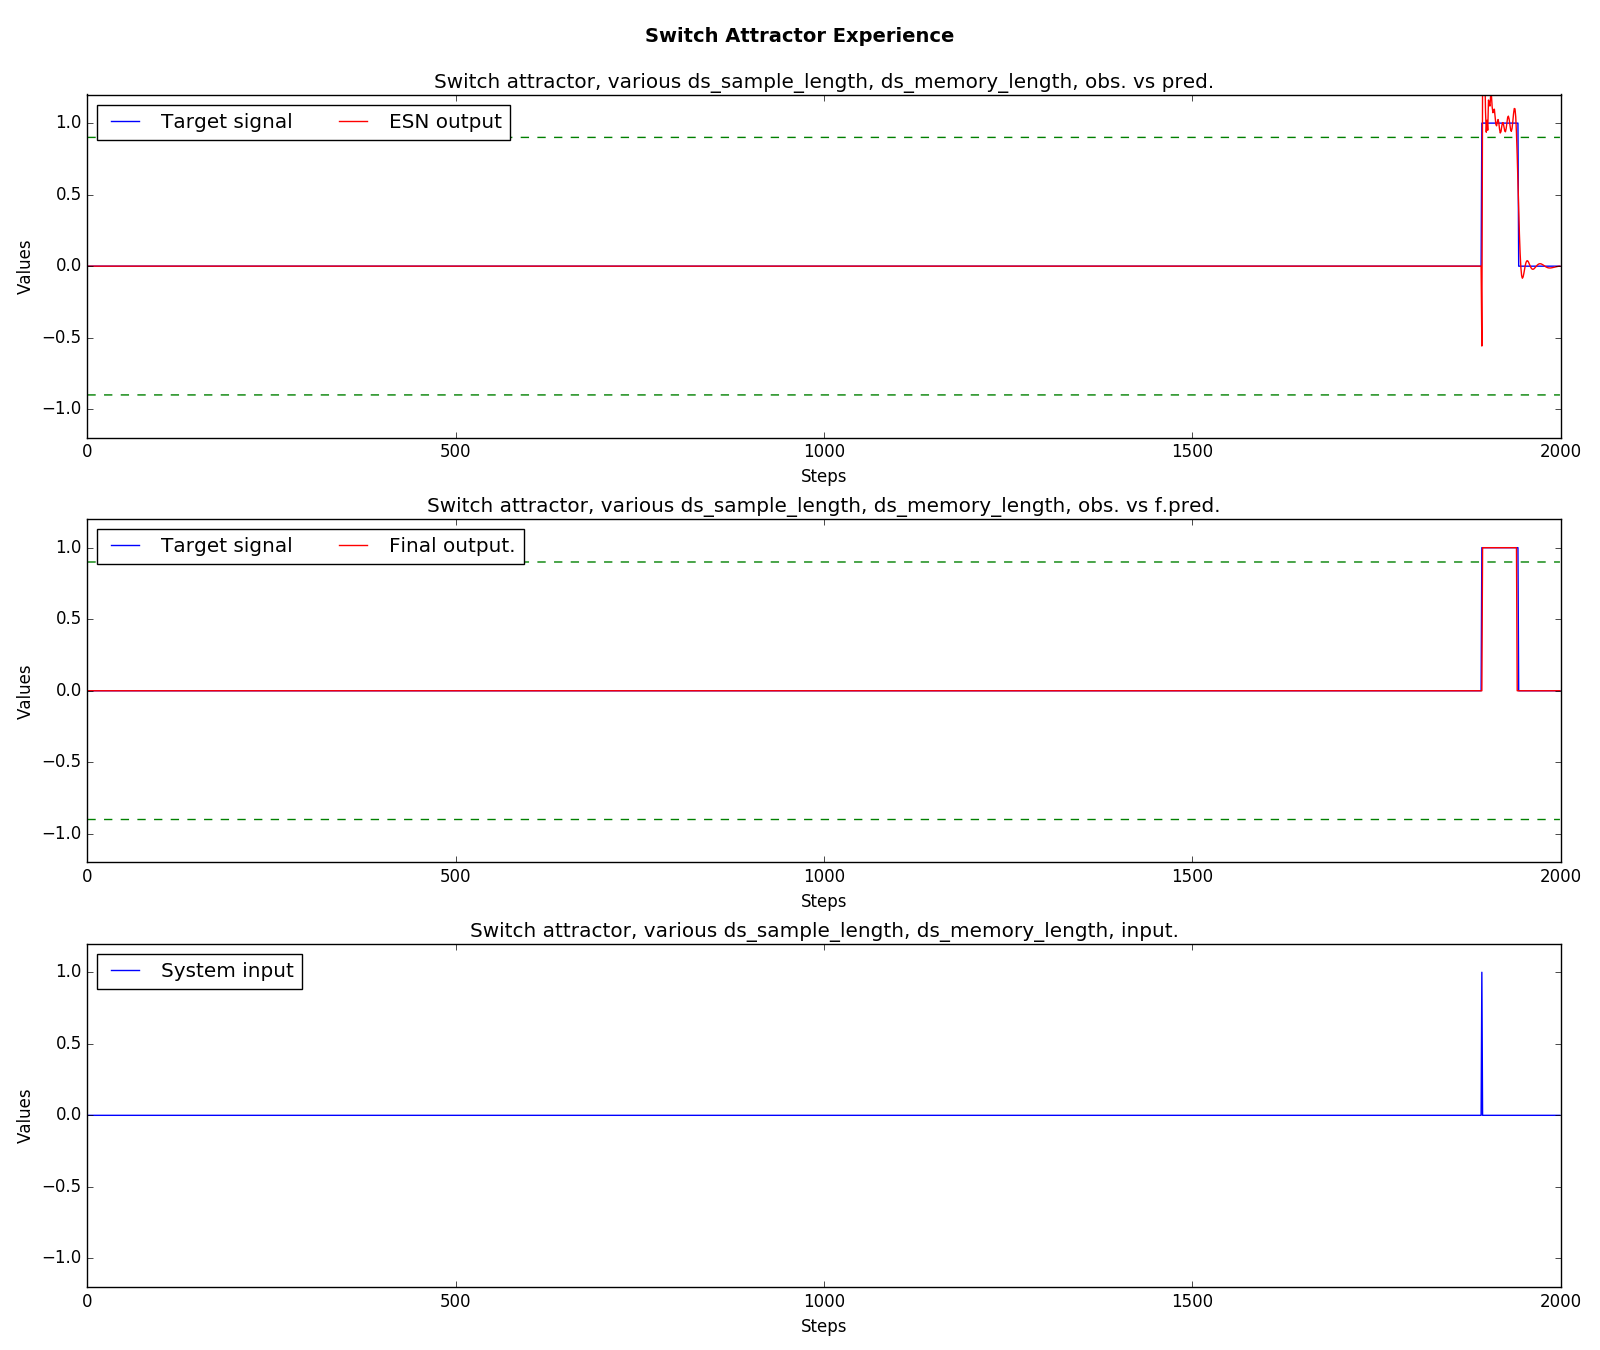 Switch Attractor Experience
Switch attractor, various ds_sample_length, ds_memory_length, obs. vs pred.
Target signal ESN output
Values
1.0
0.5
0.0
−0.5
−1.0
0 500 1000 1500 2000
Steps
Switch attractor, various ds_sample_length, ds_memory_length, obs. vs f.pred.
Target signal Final output.
Values
1.0
0.5
0.0
−0.5
−1.0
0 500 1000 1500 2000
Steps
Switch attractor, various ds_sample_length, ds_memory_length, input.
System input
Values
1.0
0.5
0.0
−0.5
−1.0
0 500 1000 1500 2000
Steps